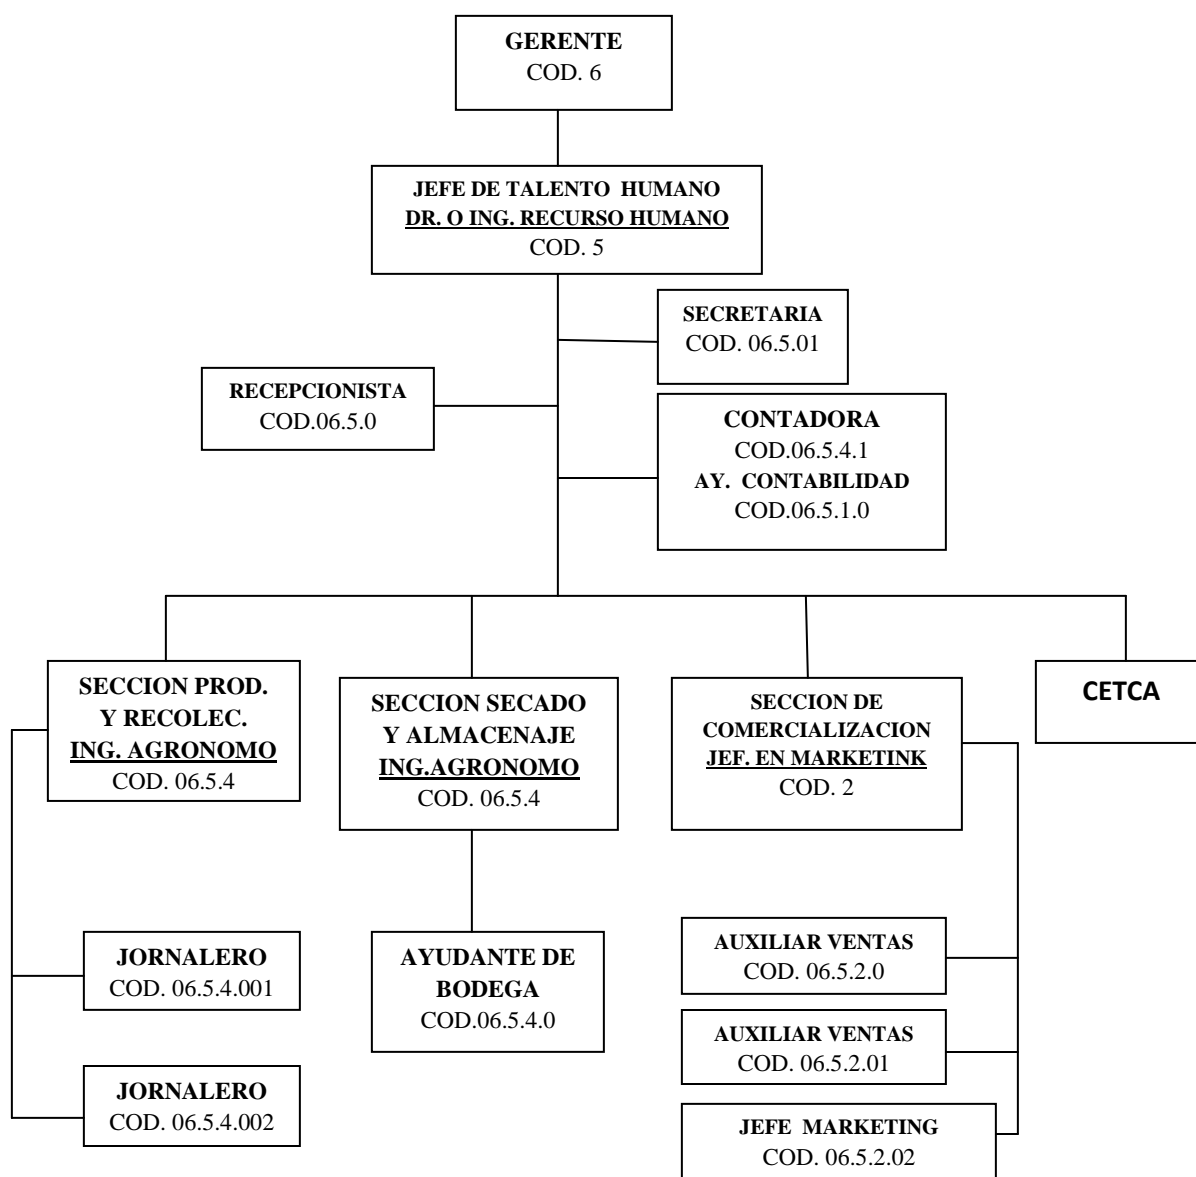 GERENTE
COD. 6
JEFE DE TALENTO HUMANO
DR. O ING. RECURSO HUMANO
COD. 5
SECRETARIA
COD. 06.5.01
RECEPCIONISTA
COD.06.5.0
CONTADORA
COD.06.5.4.1
AY. CONTABILIDAD
COD.06.5.1.0
SECCION PROD.
Y RECOLEC.
ING. AGRONOMO
COD. 06.5.4
SECCION SECADO
Y ALMACENAJE
ING.AGRONOMO
COD. 06.5.4
SECCION DE
COMERCIALIZACION
JEF. EN MARKETINK
COD. 2
CETCA
JORNALERO
COD. 06.5.4.001
JORNALERO
COD. 06.5.4.002
AYUDANTE DE
BODEGA
COD.06.5.4.0
AUXILIAR VENTAS
COD. 06.5.2.0
AUXILIAR VENTAS
COD. 06.5.2.01
JEFE MARKETING
COD. 06.5.2.02